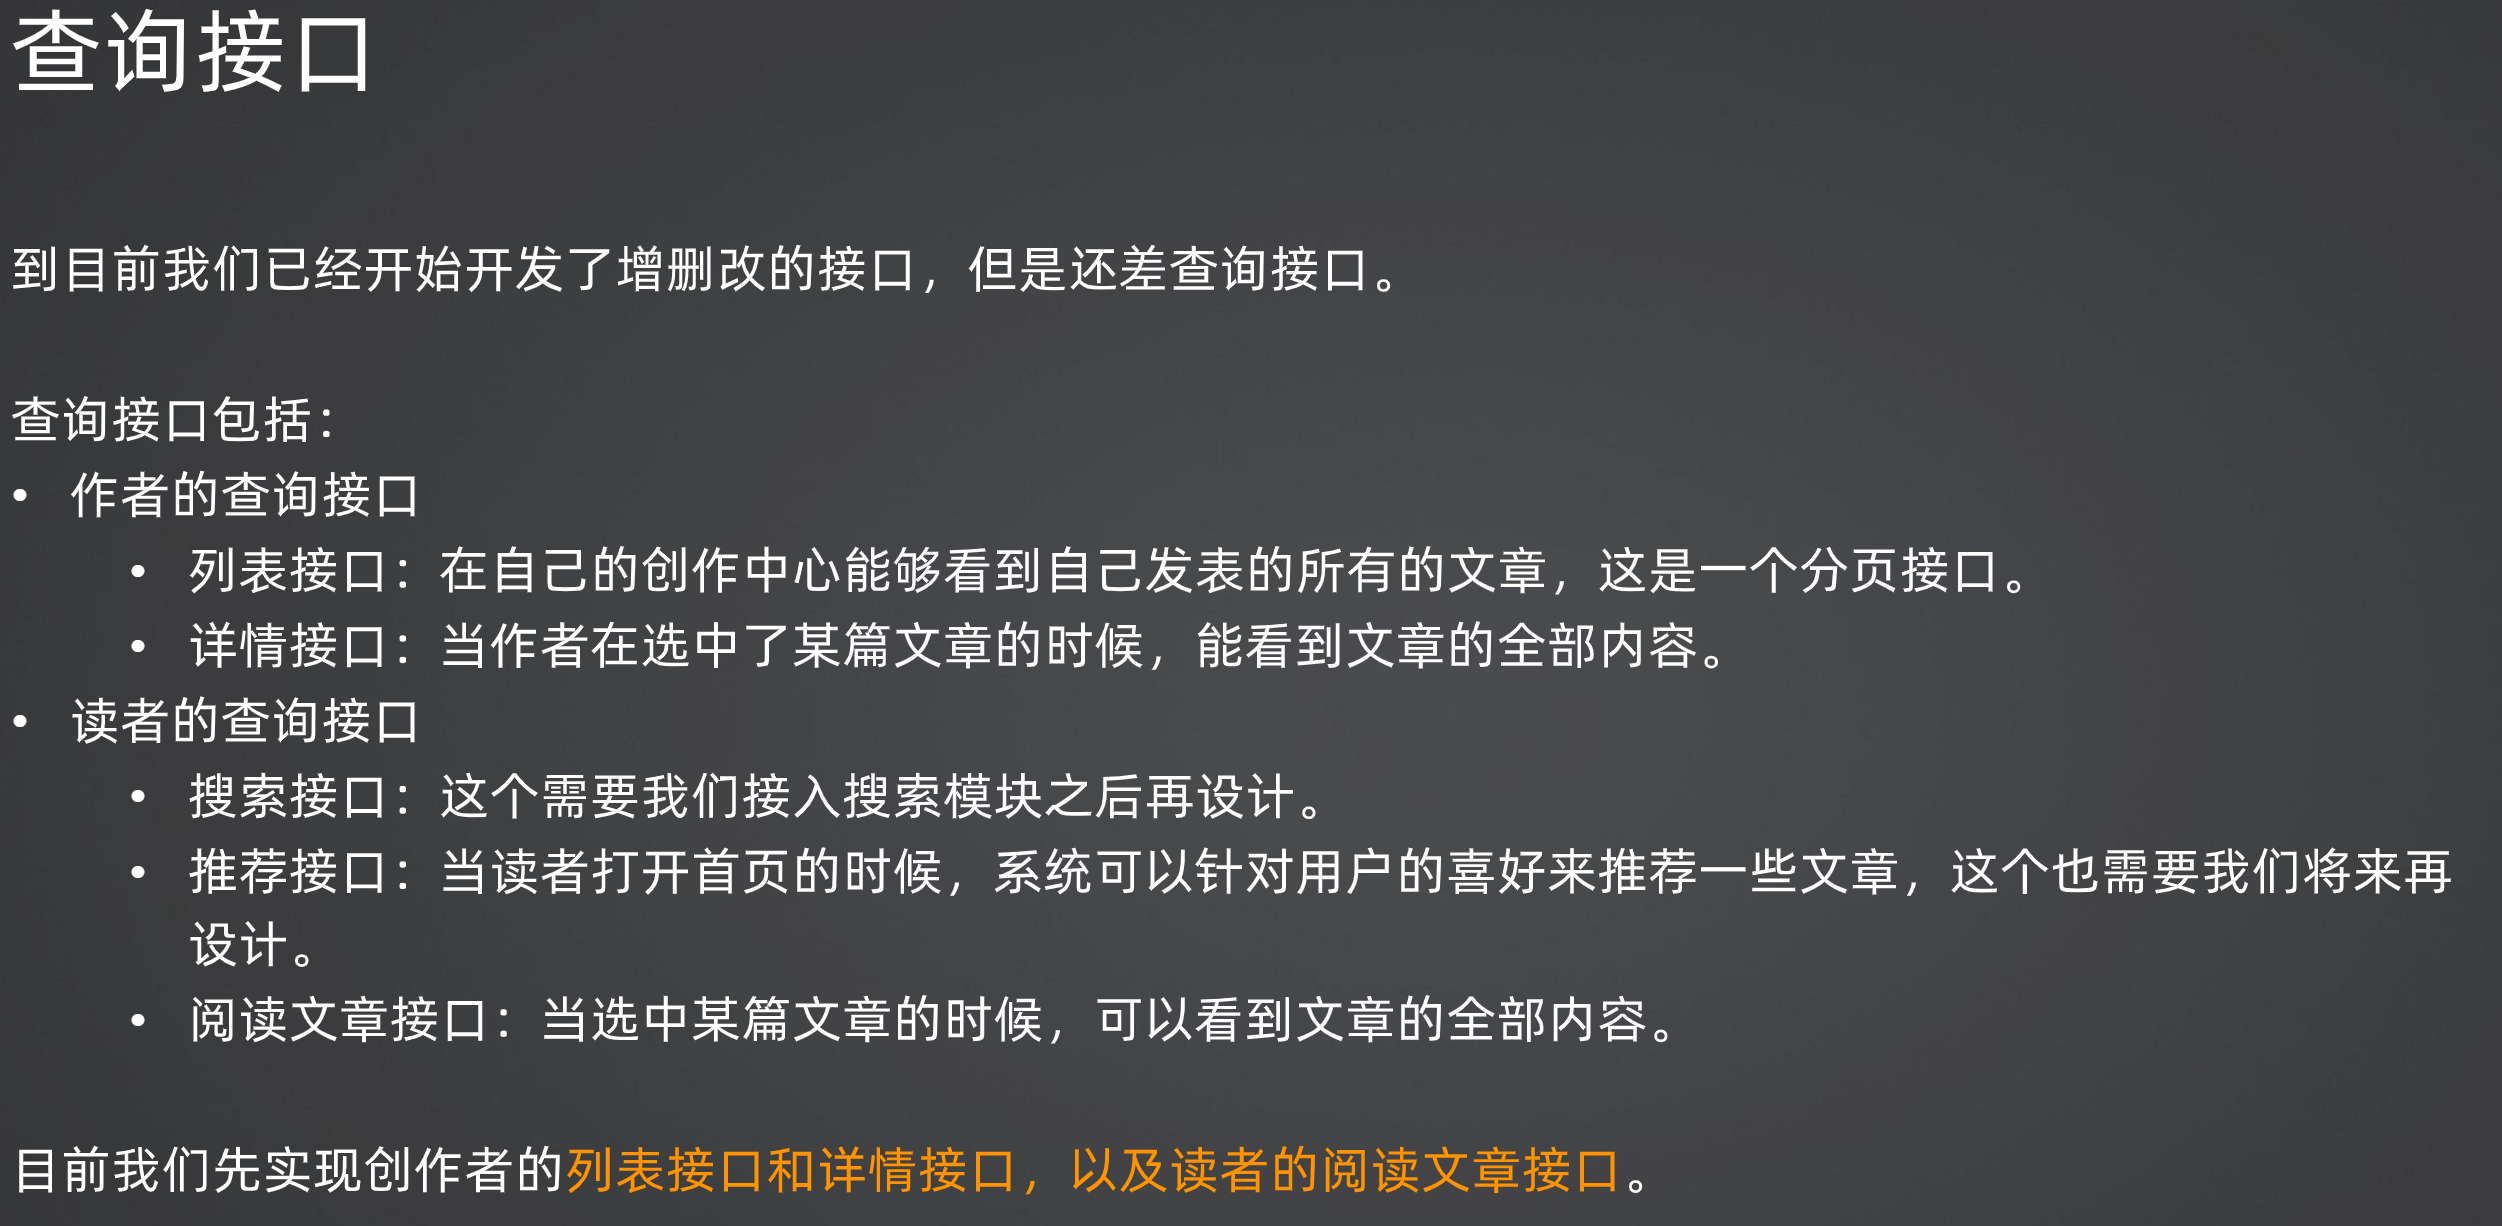 查询接口
到目前我们已经开始开发了增删改的接口，但是还差查询接口。
查询接口包括：
• 作者的查询接口
• 列表接口：在自己的创作中心能够看到自己发表的所有的文章，这是一个分页接口。
• 详情接口：当作者在选中了某篇文章的时候，能看到文章的全部内容。
• 读者的查询接口
• 搜索接口：这个需要我们接入搜索模块之后再设计。
• 推荐接口：当读者打开首页的时候，系统可以针对用户的喜好来推荐一些文章，这个也需要我们将来再
设计。
• 阅读文章接口：当选中某篇文章的时候，可以看到文章的全部内容。
目前我们先实现创作者的列表接口和详情接口，以及读者的阅读文章接口。